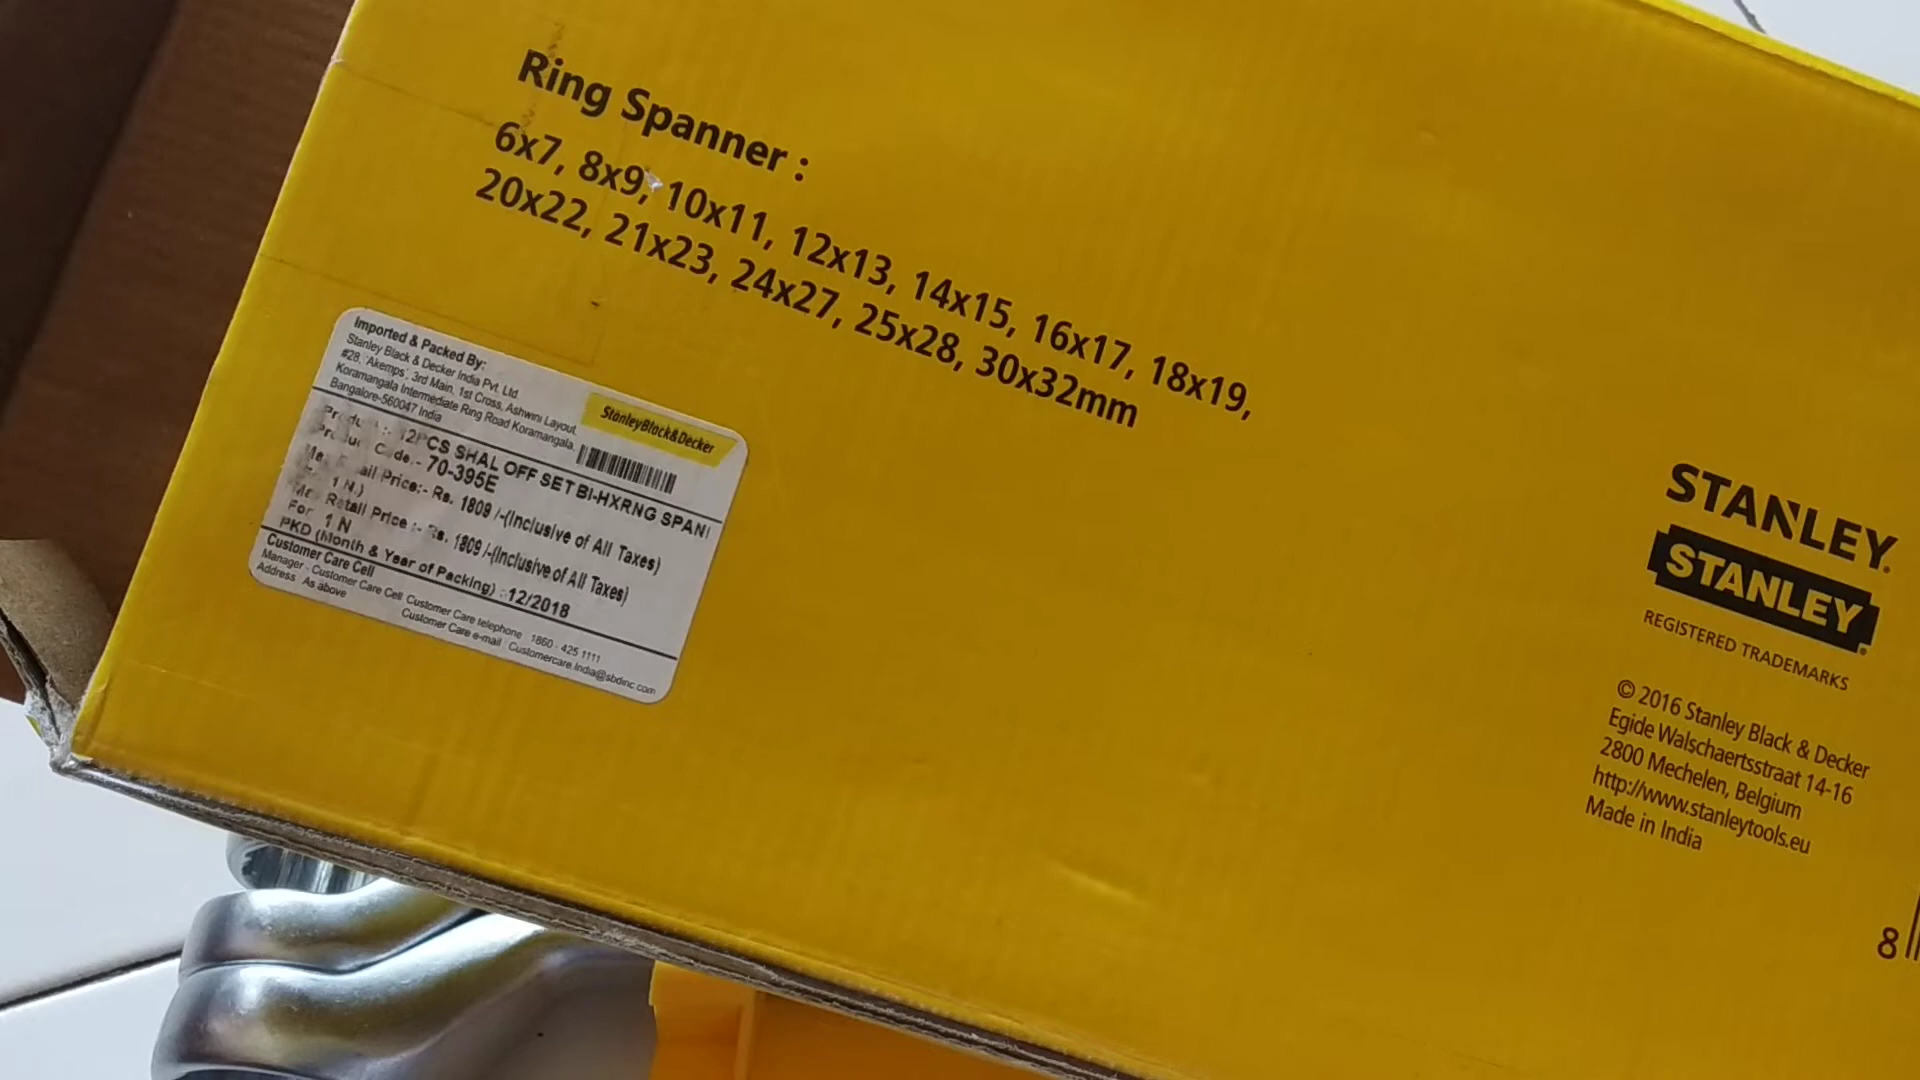 Ring Spanner :
6x7, 8x9, 10x11, 12x13, 14x15, 16x17, 18x19,
20x22, 21x23, 24x27, 25x28, 30x32mm
Imported & Packed By:
Stanley Black & Decker India Pvt. Ltd
#28, 'Akemps', 3rd Main, 1st Cross, Ashwini Layout,
Koramangala Intermediate Ring Road Koramangala,
Bangalore-560047 India
StanleyBlack&Decker
12PCS SHAL OFF SET BI-HXRNG SPAN
70-395E
Price:- Rs. 1809 /-(Inclusive of All Taxes)
1 N.)
Retail Price :- Rs. 1809 /-(Inclusive of All Taxes)
For 1 N
PKD (Month & Year of Packing) : 12/2018
Customer Care Cell
Manager - Customer Care Cell Customer Care telephone 1860 - 425 1111
Address As above Customer Care e-mail Customercare.India@sbdinc.com
STANLEY
STANLEY
REGISTERED TRADEMARKS
© 2016 Stanley Black & Decker
Egide Walschaertsstraat 14-16
2800 Mechelen, Belgium
http://www.stanleytools.eu
Made in India
8